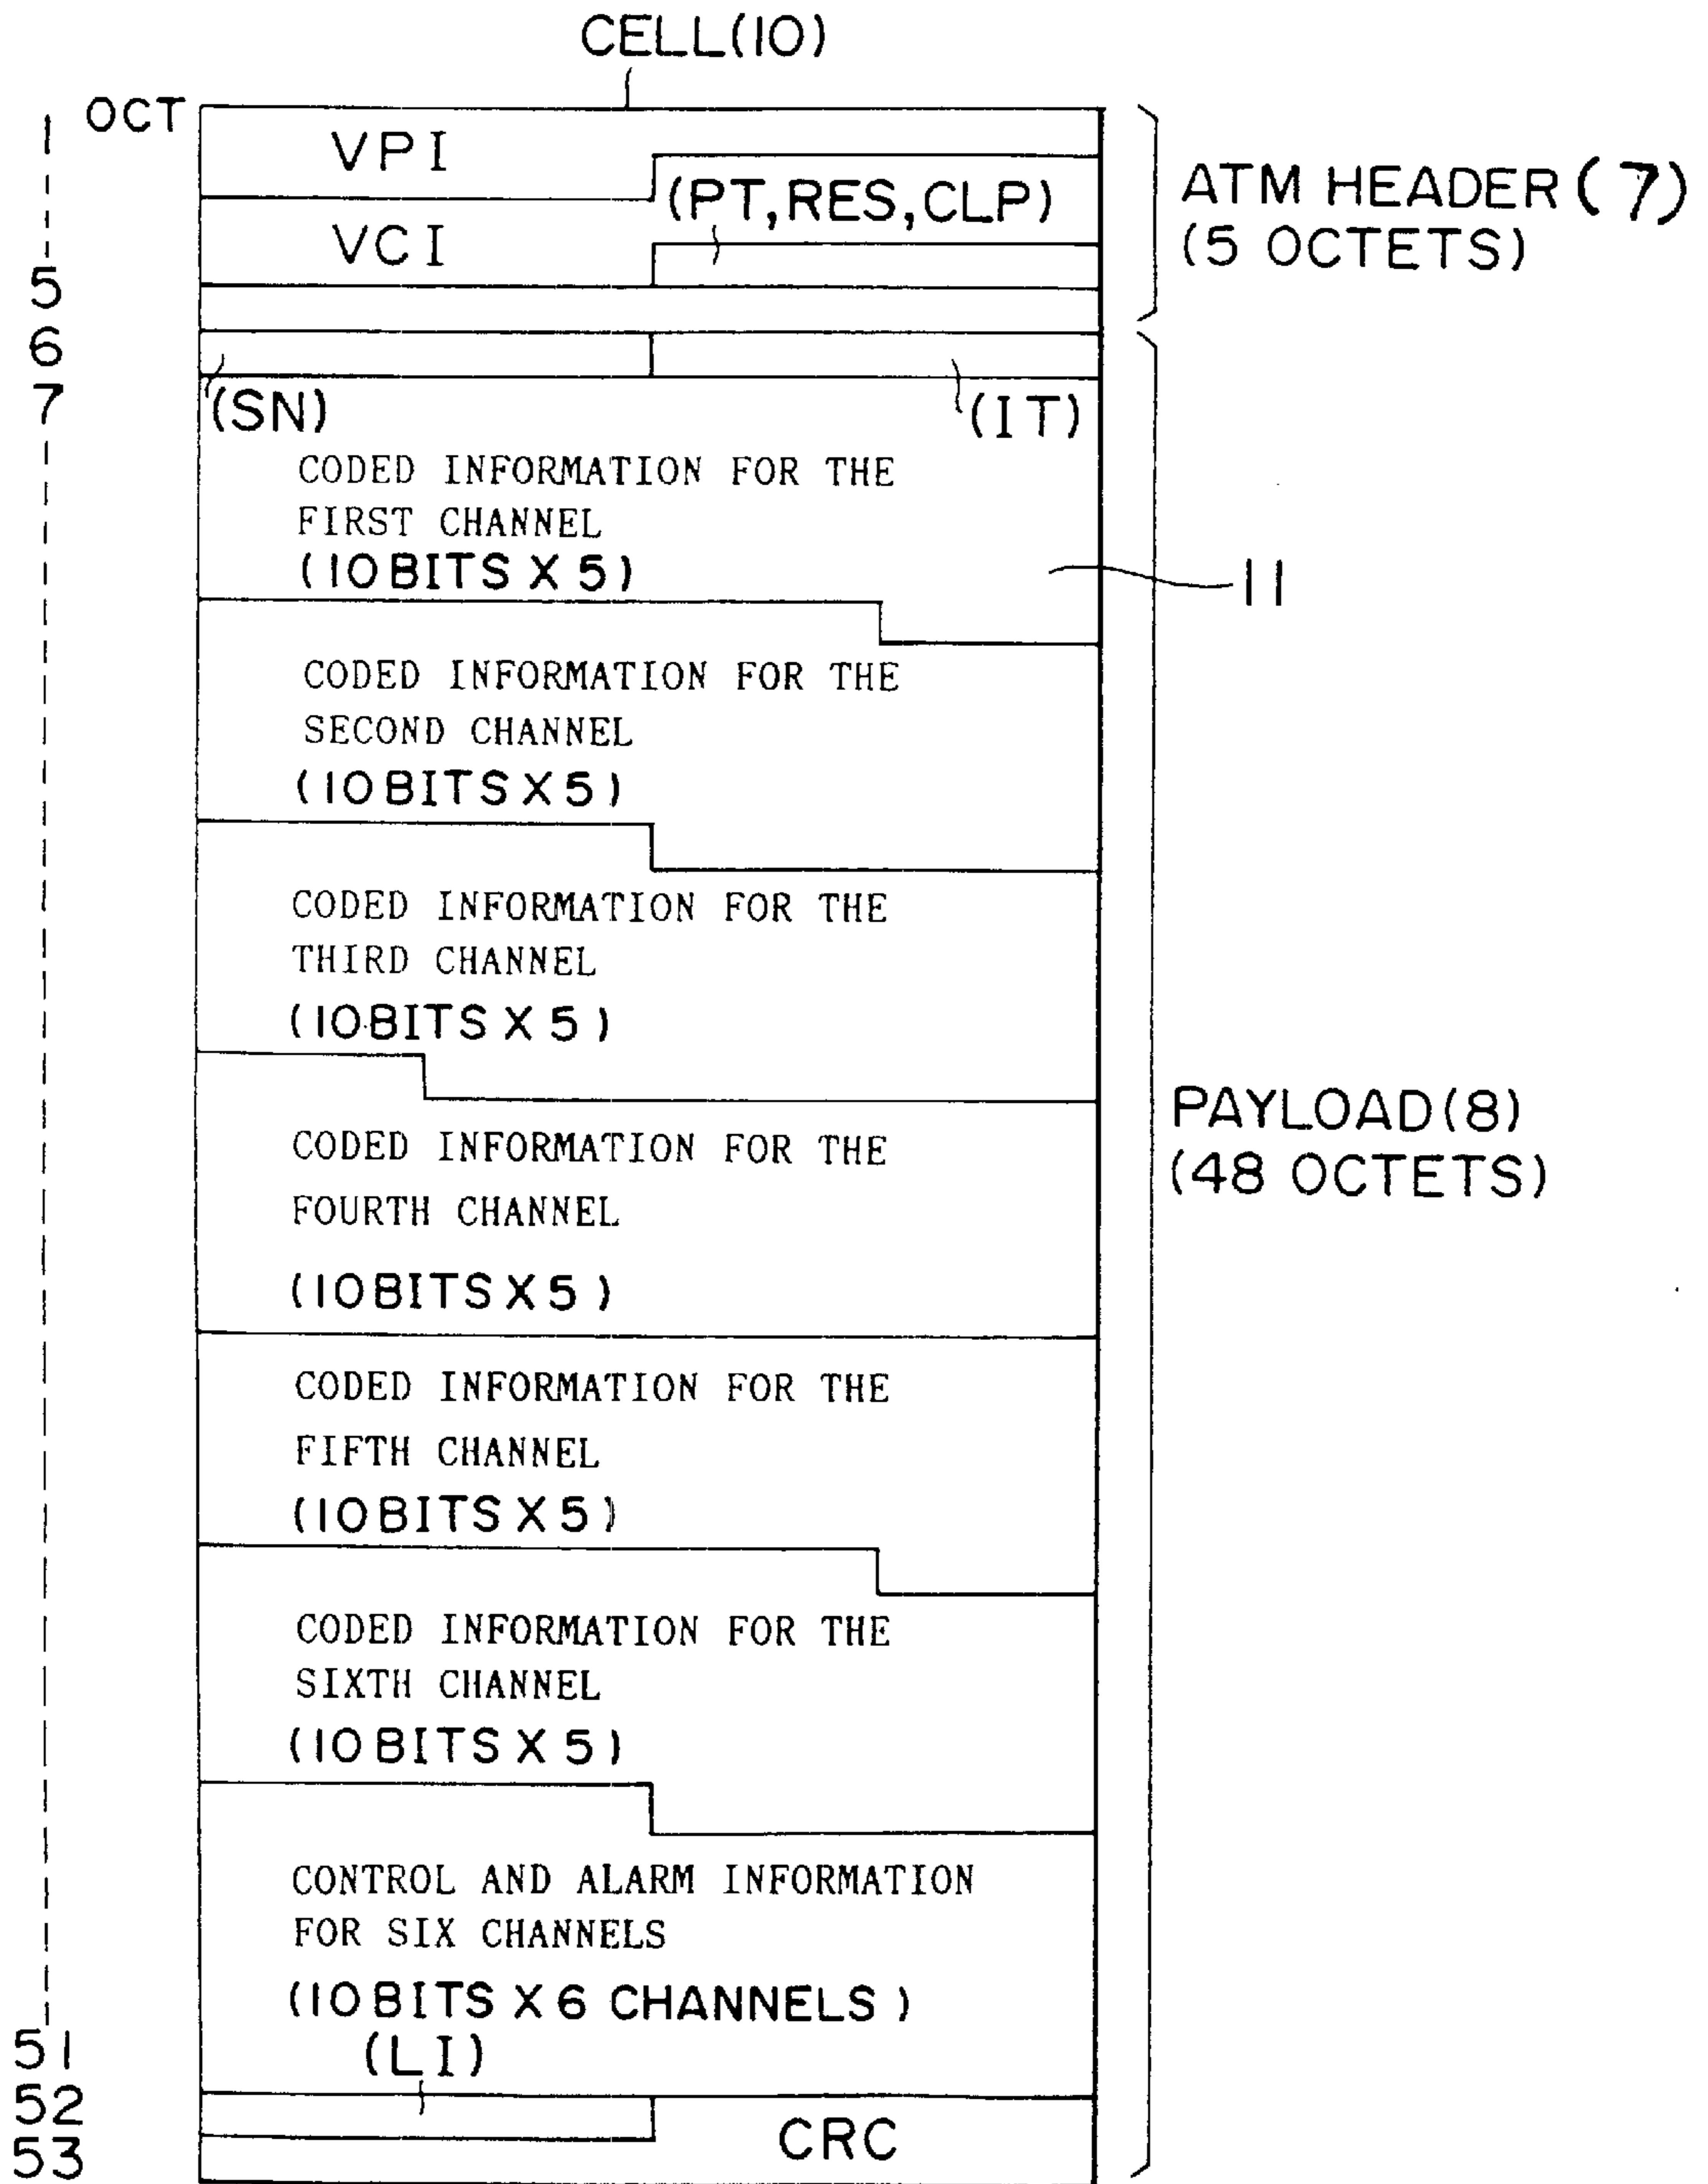 CELL(10)
OCT
1
VPI
(PT,RES,CLP)
ATM HEADER(7)
(5 OCTETS)
VCI
5
6
7
(SN)
(IT)
CODED INFORMATION FOR THE
FIRST CHANNEL
(10BITS X 5)
11
CODED INFORMATION FOR THE
SECOND CHANNEL
(10BITS X 5)
CODED INFORMATION FOR THE
THIRD CHANNEL
(10BITS X 5)
PAYLOAD(8)
(48 OCTETS)
CODED INFORMATION FOR THE
FOURTH CHANNEL
(10BITS X 5)
CODED INFORMATION FOR THE
FIFTH CHANNEL
(10BITS X 5)
CODED INFORMATION FOR THE
SIXTH CHANNEL
(10BITS X 5)
CONTROL AND ALARM INFORMATION
FOR SIX CHANNELS
(10BITS X 6 CHANNELS)
51
(LI)
52
CRC
53